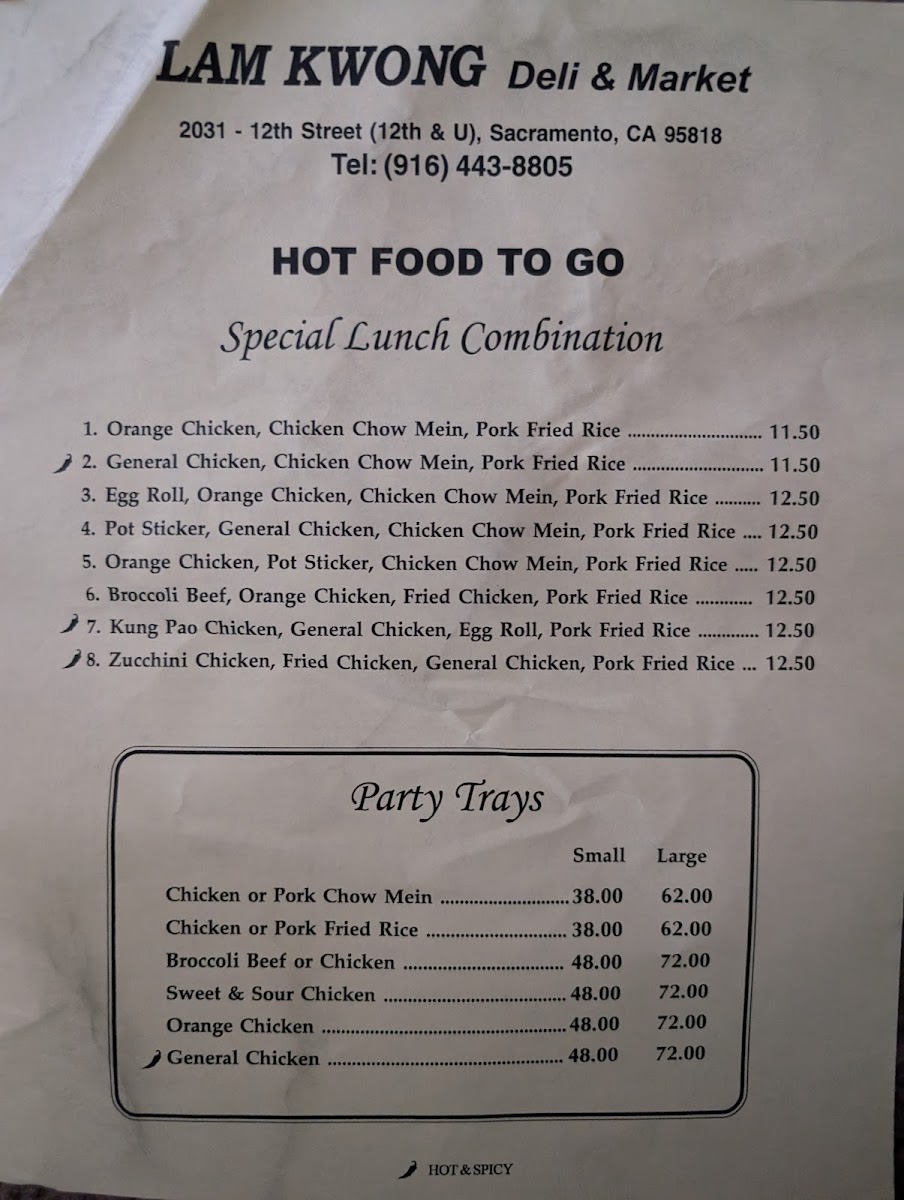 LAM KWONG Deli & Market
2031 - 12th Street (12th & U), Sacramento, CA 95818
Tel: (916) 443-8805
HOT FOOD TO GO
Special Lunch Combination
1. Orange Chicken, Chicken Chow Mein, Pork Fried Rice ............................ 11.50
2. General Chicken, Chicken Chow Mein, Pork Fried Rice ........................... 11.50
3. Egg Roll, Orange Chicken, Chicken Chow Mein, Pork Fried Rice .......... 12.50
4. Pot Sticker, General Chicken, Chicken Chow Mein, Pork Fried Rice .... 12.50
5. Orange Chicken, Pot Sticker, Chicken Chow Mein, Pork Fried Rice ..... 12.50
6. Broccoli Beef, Orange Chicken, Fried Chicken, Pork Fried Rice ............ 12.50
7. Kung Pao Chicken, General Chicken, Egg Roll, Pork Fried Rice ............. 12.50
8. Zucchini Chicken, Fried Chicken, General Chicken, Pork Fried Rice ... 12.50
Party Trays
Small Large
Chicken or Pork Chow Mein ........................... 38.00 62.00
Chicken or Pork Fried Rice .............................. 38.00 62.00
Broccoli Beef or Chicken .................................. 48.00 72.00
Sweet & Sour Chicken ...................................... 48.00 72.00
Orange Chicken ................................................... 48.00 72.00
General Chicken ................................................. 48.00 72.00
HOT & SPICY